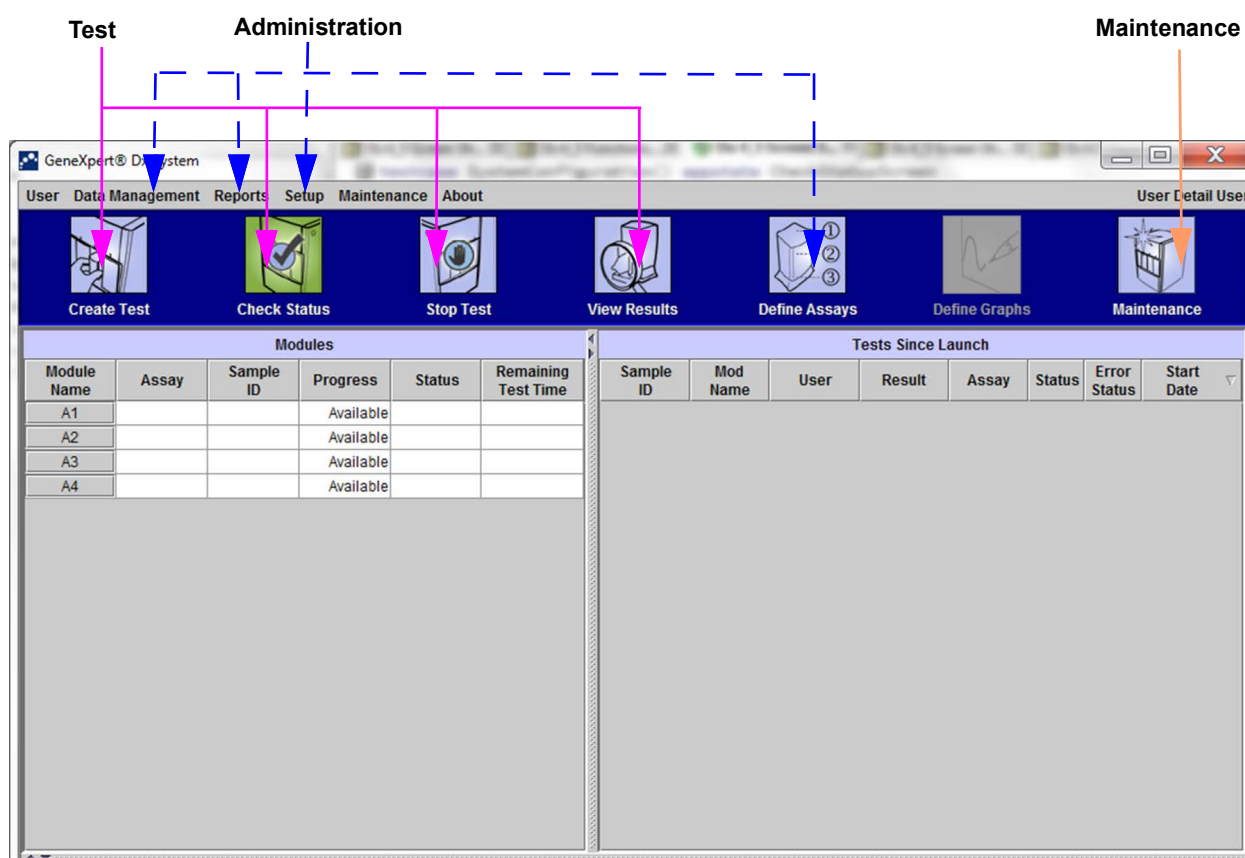 Test Administration Maintenance
GeneXpert® Dx System
User Data Management Reports Setup Maintenance About User Detail User
① 
②
③
Create Test Check Status Stop Test View Results Define Assays Define Graphs Maintenance
Modules Tests Since Launch
Module Name Assay Sample ID Progress Status Remaining Test Time Sample ID Mod Name User Result Assay Status Error Status Start Date
A1 Available
A2 Available
A3 Available
A4 Available